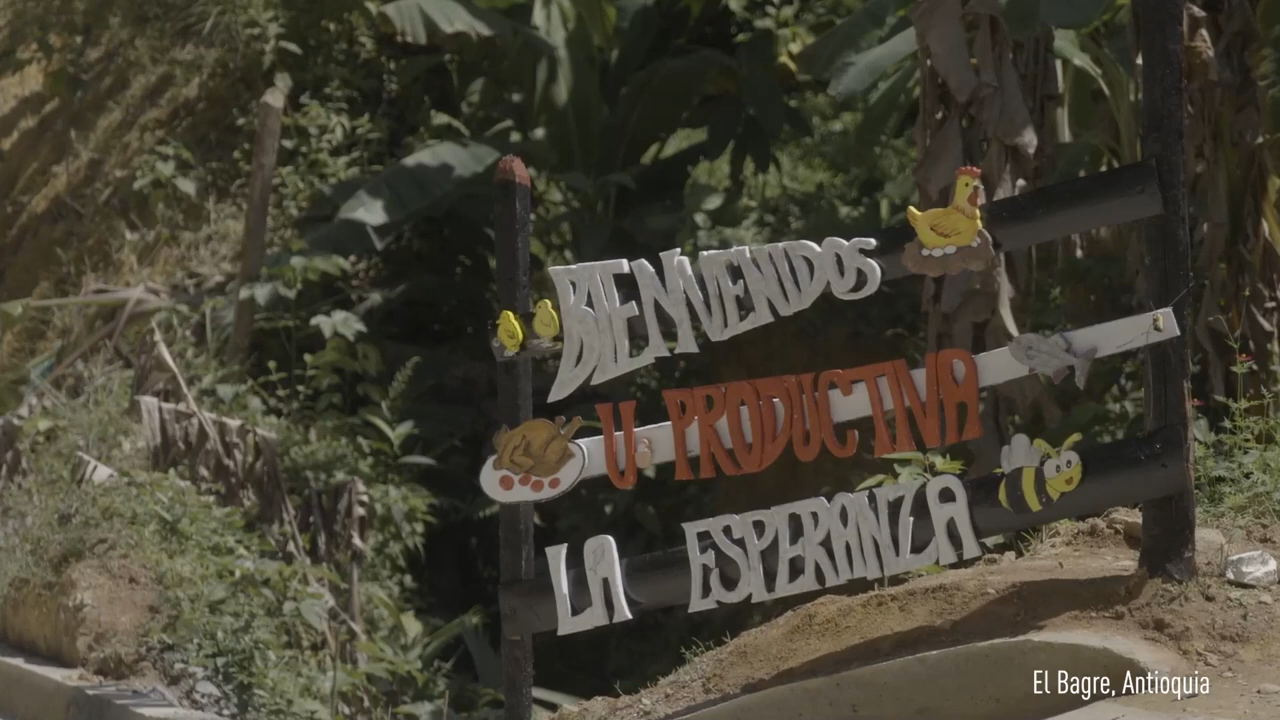 BIENVENIDOS
U PRODUCTIVA
LA ESPERANZA
El Bagre, Antioquia